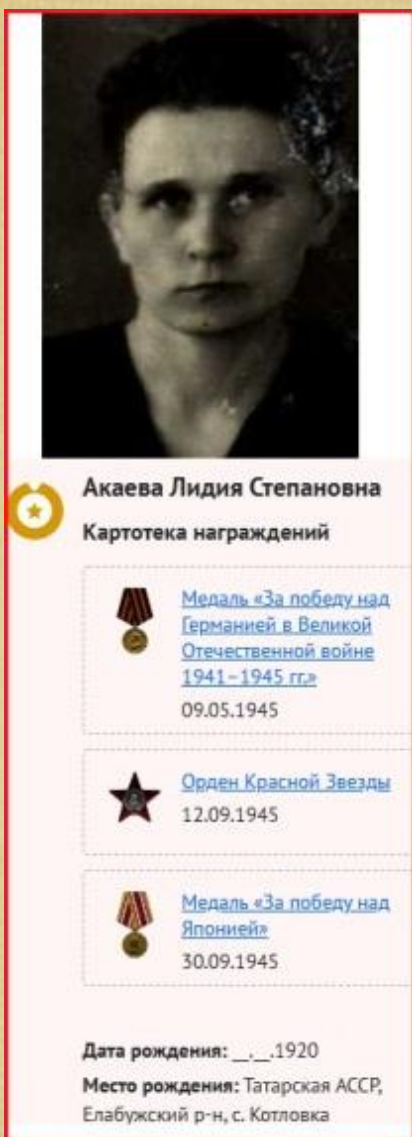 Акаева Лидия Степановна
Картотека награждений
Медаль «За победу над
Германией в Великой
Отечественной войне
1941–1945 гг.»
09.05.1945
Орден Красной Звезды
12.09.1945
Медаль «За победу над
Японией»
30.09.1945
Дата рождения: __.__.1920
Место рождения: Татарская АССР,
Елабужский р-н, с. Котловка